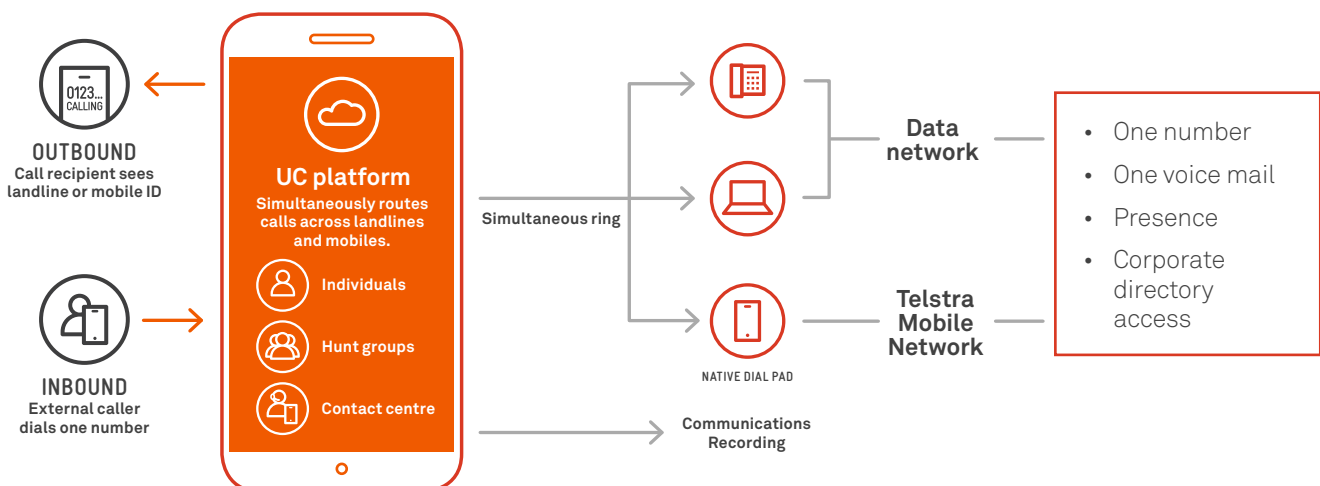 0123...
CALLING
OUTBOUND
Call recipient sees
landline or mobile ID
INBOUND
External caller
dials one number
UC platform
Simultaneously routes
calls across landlines
and mobiles.
Individuals
Hunt groups
Contact centre
Simultaneous ring
NATIVE DIAL PAD
Communications
Recording
Data
network
Telstra
Mobile
Network
• One number
• One voice mail
• Presence
• Corporate
directory
access